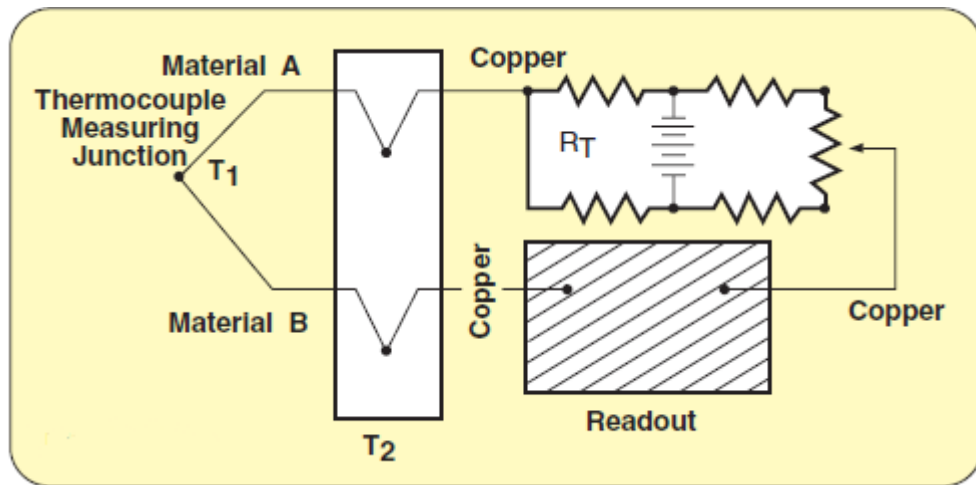 Material A
Copper
Thermocouple
Measuring
Junction
T1
RT
Copper
Material B
Copper
Readout
T2